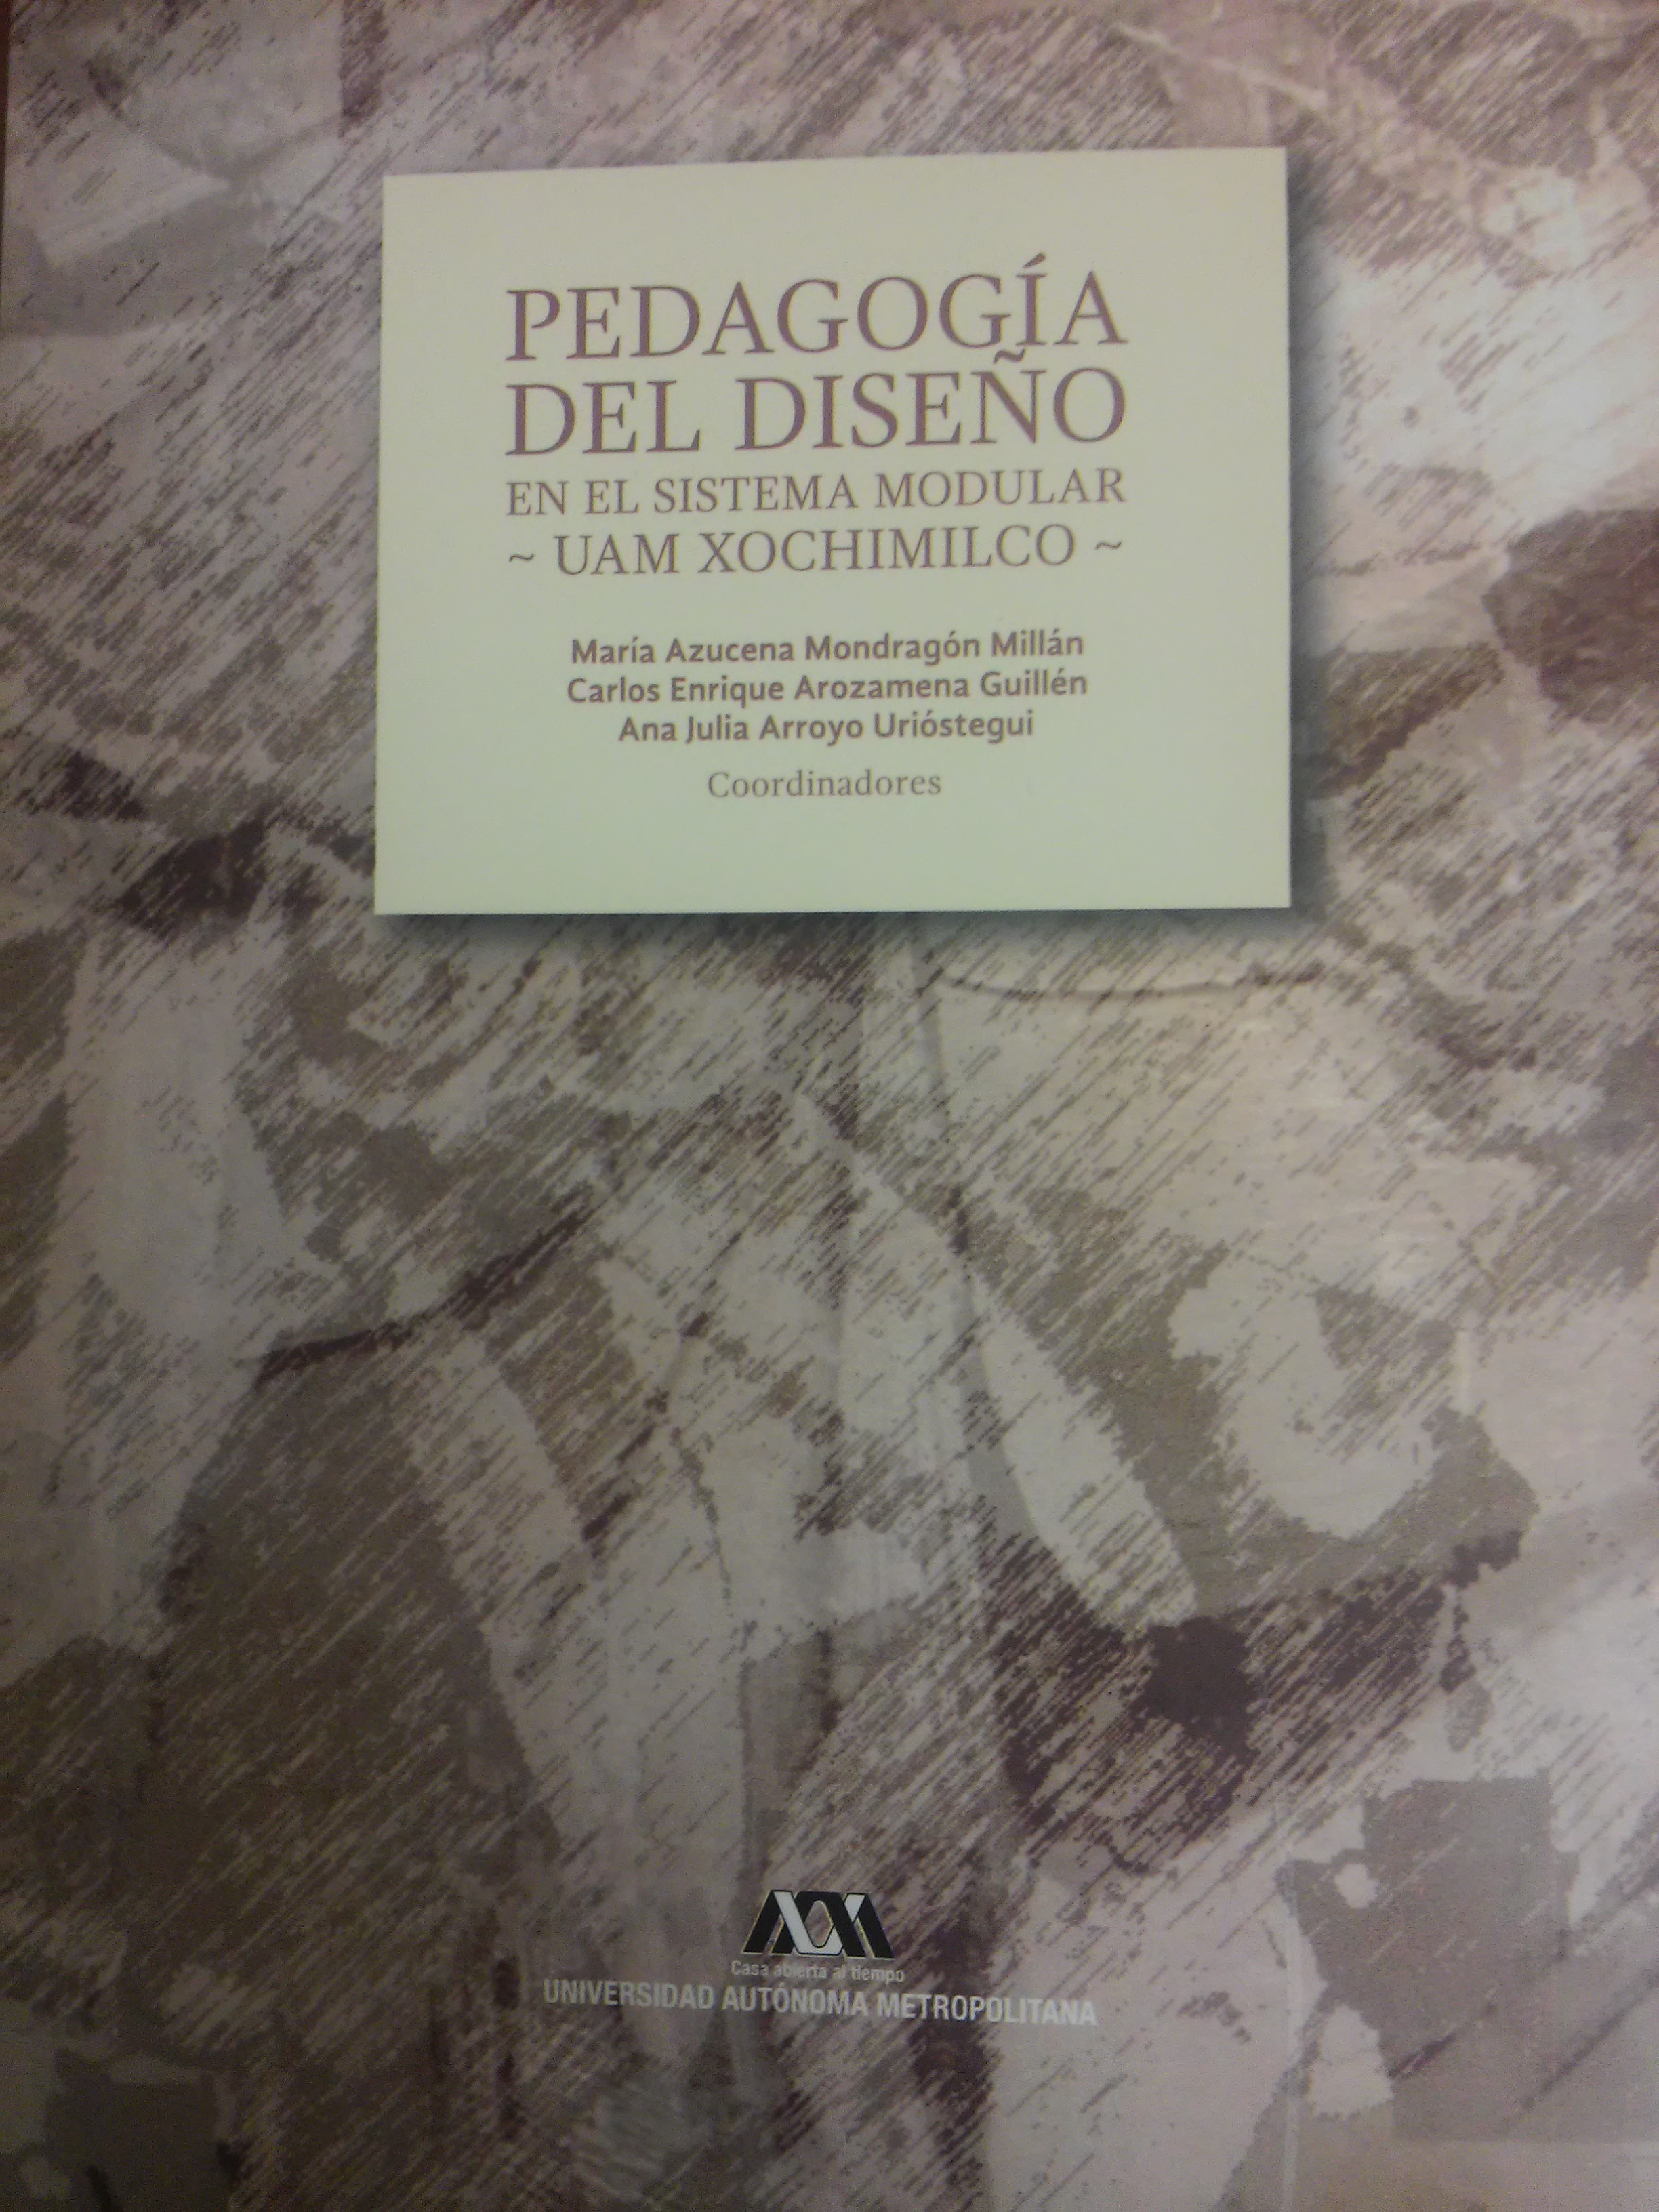 PEDAGOGÍA
DEL DISEÑO
EN EL SISTEMA MODULAR
~ UAM XOCHIMILCO ~
María Azucena Mondragón Millán
Carlos Enrique Arozamena Guillén
Ana Julia Arroyo Urióstegui
Coordinadores
Casa abierta al tiempo
UNIVERSIDAD AUTÓNOMA METROPOLITANA